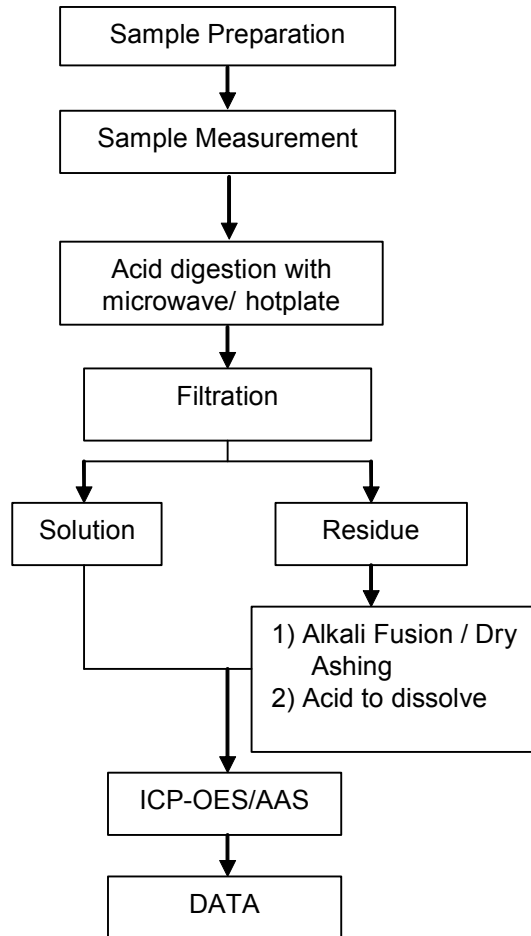 Sample Preparation
Sample Measurement
Acid digestion with
microwave/ hotplate
Filtration
Solution
Residue
1) Alkali Fusion / Dry
Ashing
2) Acid to dissolve
ICP-OES/AAS
DATA